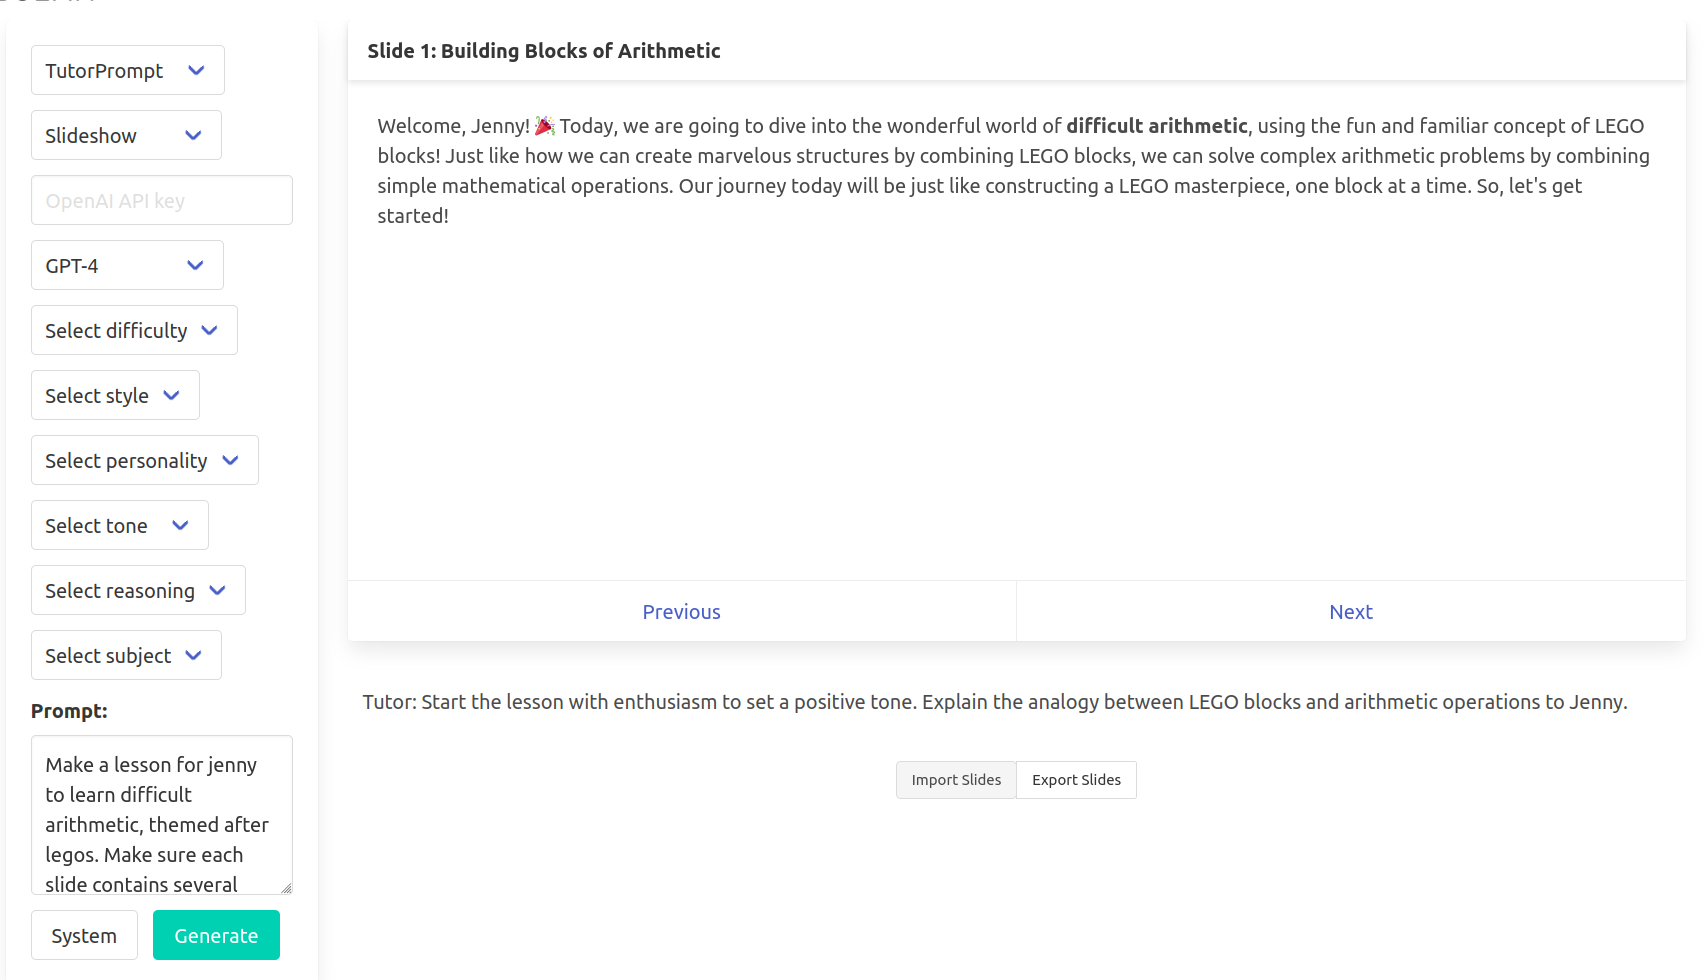 TutorPrompt
Slideshow
OpenAI API key
GPT-4
Select difficulty
Select style
Select personality
Select tone
Select reasoning
Select subject
Prompt:
Make a lesson for jenny
to learn difficult
arithmetic, themed after
legos. Make sure each
slide contains several
System
Generate
Slide 1: Building Blocks of Arithmetic
Welcome, Jenny! 🎉 Today, we are going to dive into the wonderful world of difficult arithmetic, using the fun and familiar concept of LEGO
blocks! Just like how we can create marvelous structures by combining LEGO blocks, we can solve complex arithmetic problems by combining
simple mathematical operations. Our journey today will be just like constructing a LEGO masterpiece, one block at a time. So, let's get
started!
Previous
Next
Tutor: Start the lesson with enthusiasm to set a positive tone. Explain the analogy between LEGO blocks and arithmetic operations to Jenny.
Import Slides
Export Slides